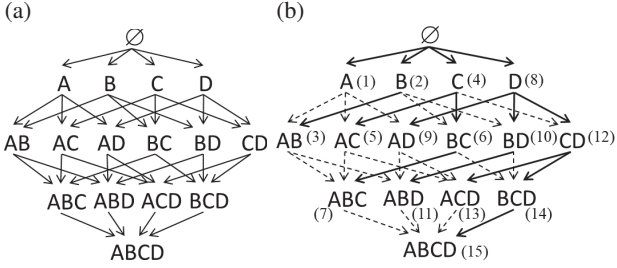 (a)
∅
A B C D
AB AC AD BC BD CD
ABC ABD ACD BCD
ABCD
(b)
∅
A (1) B (2) C (4) D (8)
AB (3) AC (5) AD (9) BC (6) BD (10) CD (12)
ABC (7) ABD (11) ACD (13) BCD (14)
ABCD (15)